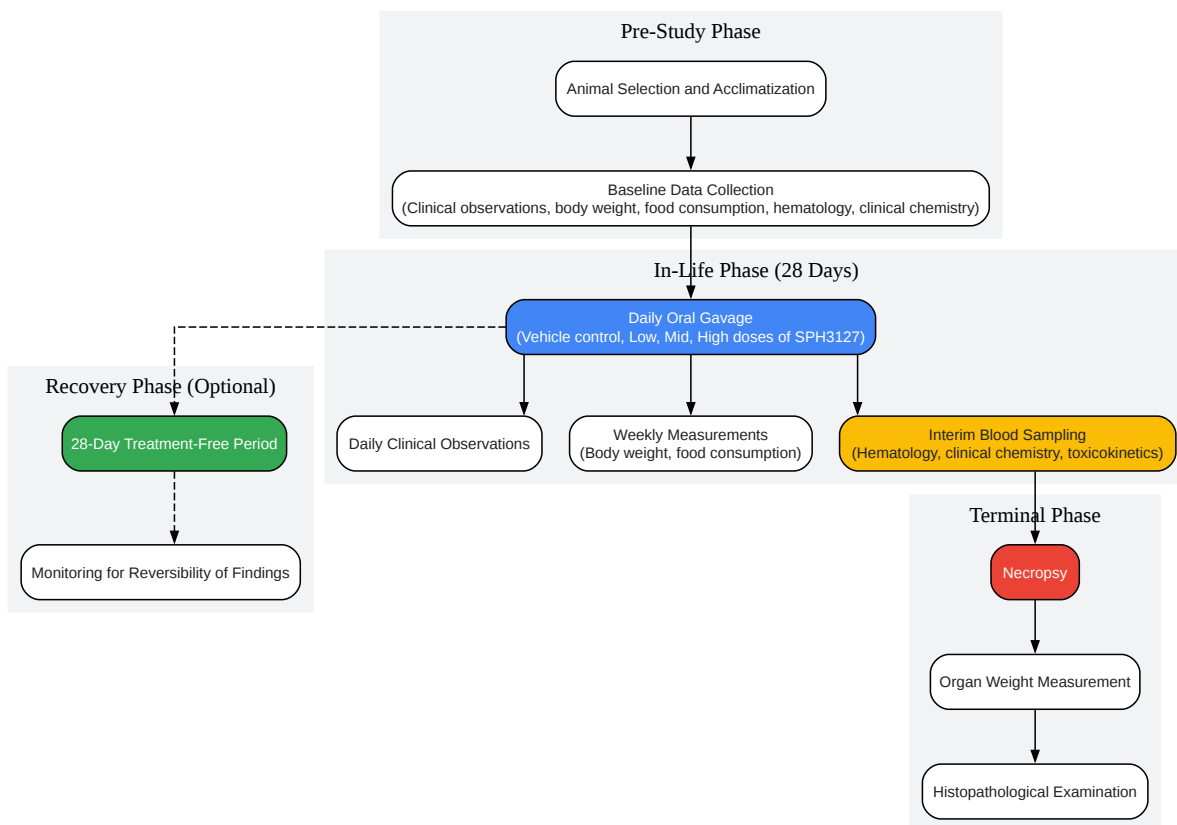 Pre-Study Phase
Animal Selection and Acclimatization
Baseline Data Collection
(Clinical observations, body weight, food consumption, hematology, clinical chemistry)
In-Life Phase (28 Days)
Daily Oral Gavage
(Vehicle control, Low, Mid, High doses of SPH3127)
Recovery Phase (Optional)
28-Day Treatment-Free Period
Daily Clinical Observations
Weekly Measurements
(Body weight, food consumption)
Interim Blood Sampling
(Hematology, clinical chemistry, toxicokinetics)
Terminal Phase
Monitoring for Reversibility of Findings
Necropsy
Organ Weight Measurement
Histopathological Examination